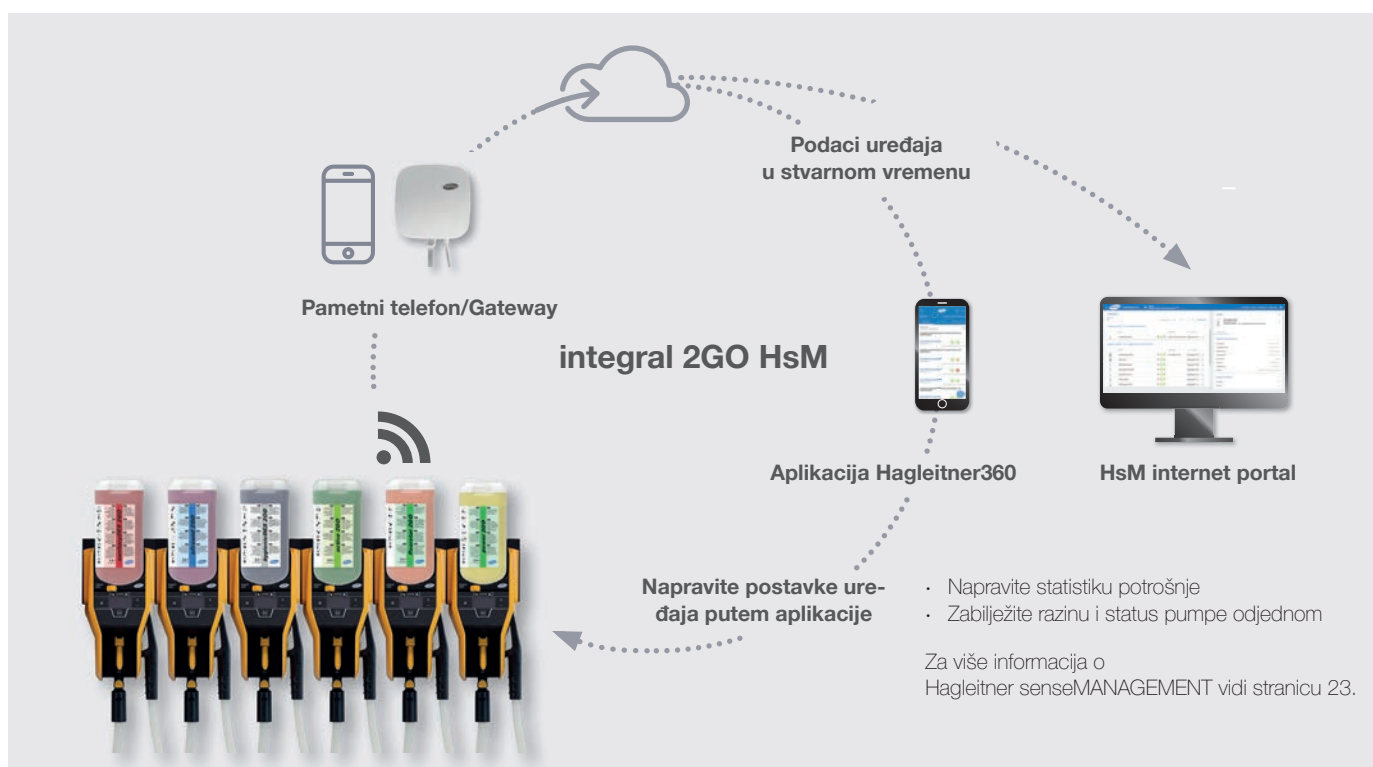 Podaci uređaja
u stvarnom vremenu
Pametni telefon/Gateway
integral 2GO HsM
Aplikacija Hagleitner360
HsM internet portal
Napravite postavke ure-
đaja putem aplikacije
· Napravite statistiku potrošnje
· Zabilježite razinu i status pumpe odjednom
Za više informacija o
Hagleitner senseMANAGEMENT vidi stranicu 23.